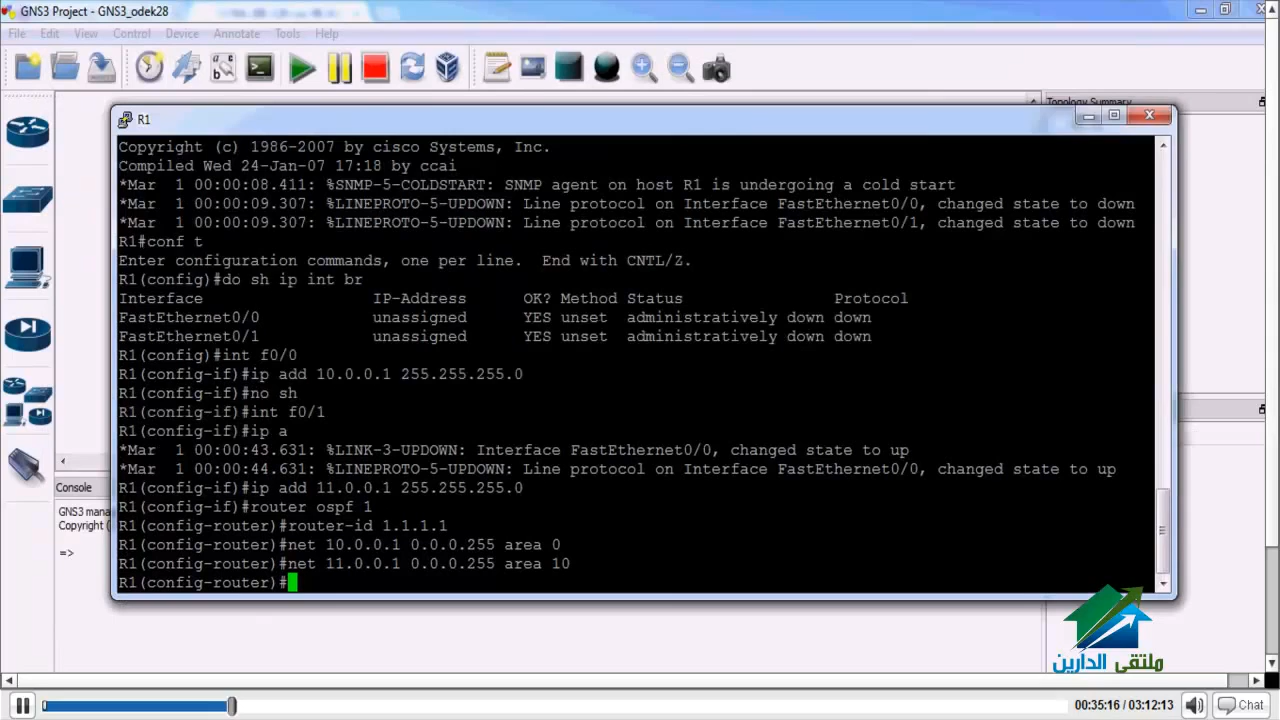 GNS3 Project - GNS3_odek28
File Edit View Control Device Annotate Tools Help
Topology Summary
R1
Copyright (c) 1986-2007 by cisco Systems, Inc.
Compiled Wed 24-Jan-07 17:18 by ccai
*Mar  1 00:00:08.411: %SNMP-5-COLDSTART: SNMP agent on host R1 is undergoing a cold start
*Mar  1 00:00:09.307: %LINEPROTO-5-UPDOWN: Line protocol on Interface FastEthernet0/0, changed state to down
*Mar  1 00:00:09.307: %LINEPROTO-5-UPDOWN: Line protocol on Interface FastEthernet0/1, changed state to down
R1#conf t
Enter configuration commands, one per line.  End with CNTL/Z.
R1(config)#do sh ip int br
Interface IP-Address OK? Method Status Protocol
FastEthernet0/0 unassigned YES unset administratively down down
FastEthernet0/1 unassigned YES unset administratively down down
R1(config)#int f0/0
R1(config-if)#ip add 10.0.0.1 255.255.255.0
R1(config-if)#no sh
R1(config-if)#int f0/1
R1(config-if)#ip a
*Mar  1 00:00:43.631: %LINK-3-UPDOWN: Interface FastEthernet0/0, changed state to up
*Mar  1 00:00:44.631: %LINEPROTO-5-UPDOWN: Line protocol on Interface FastEthernet0/0, changed state to up
R1(config-if)#ip add 11.0.0.1 255.255.255.0
R1(config-if)#router ospf 1
R1(config-router)#router-id 1.1.1.1
R1(config-router)#net 10.0.0.1 0.0.0.255 area 0
R1(config-router)#net 11.0.0.1 0.0.0.255 area 10
R1(config-router)#
Console
GNS3 mana
Copyright (
=>
ملتقى الدارين
00:35:16 / 03:12:13
Chat